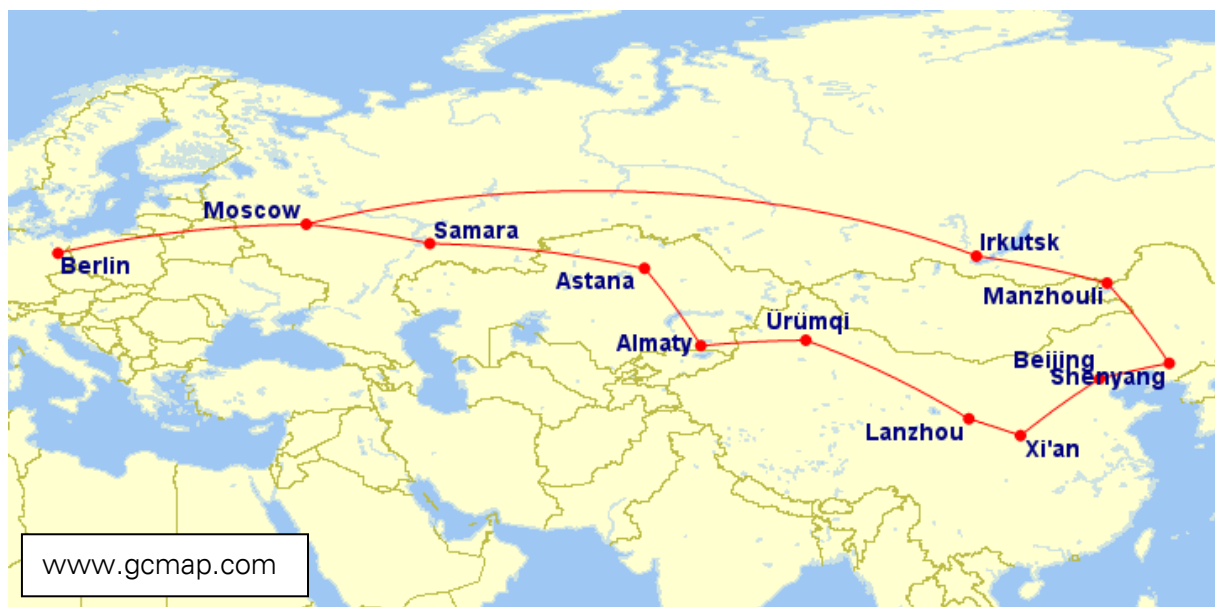 Moscow
Samara
Berlin
Irkutsk
Astana
Manzhouli
Ürümqi
Almaty
Beijing
Shenyang
Lanzhou
Xi'an
www.gcmap.com